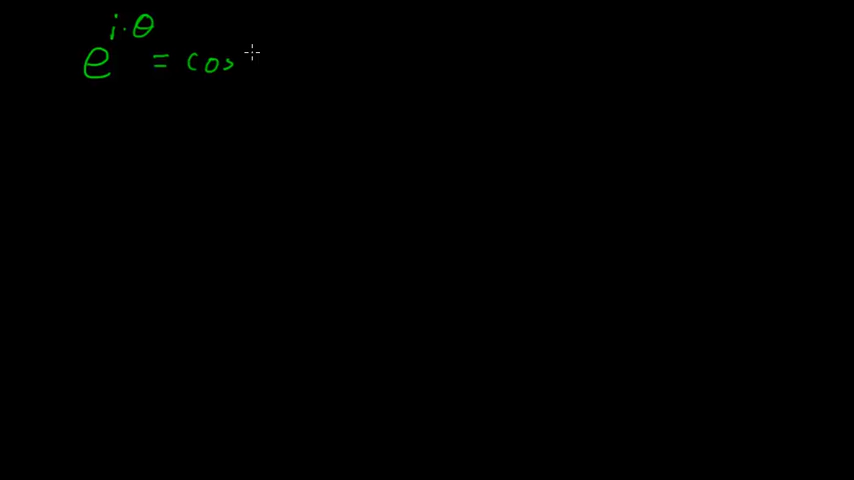 e^{i·θ} = cos